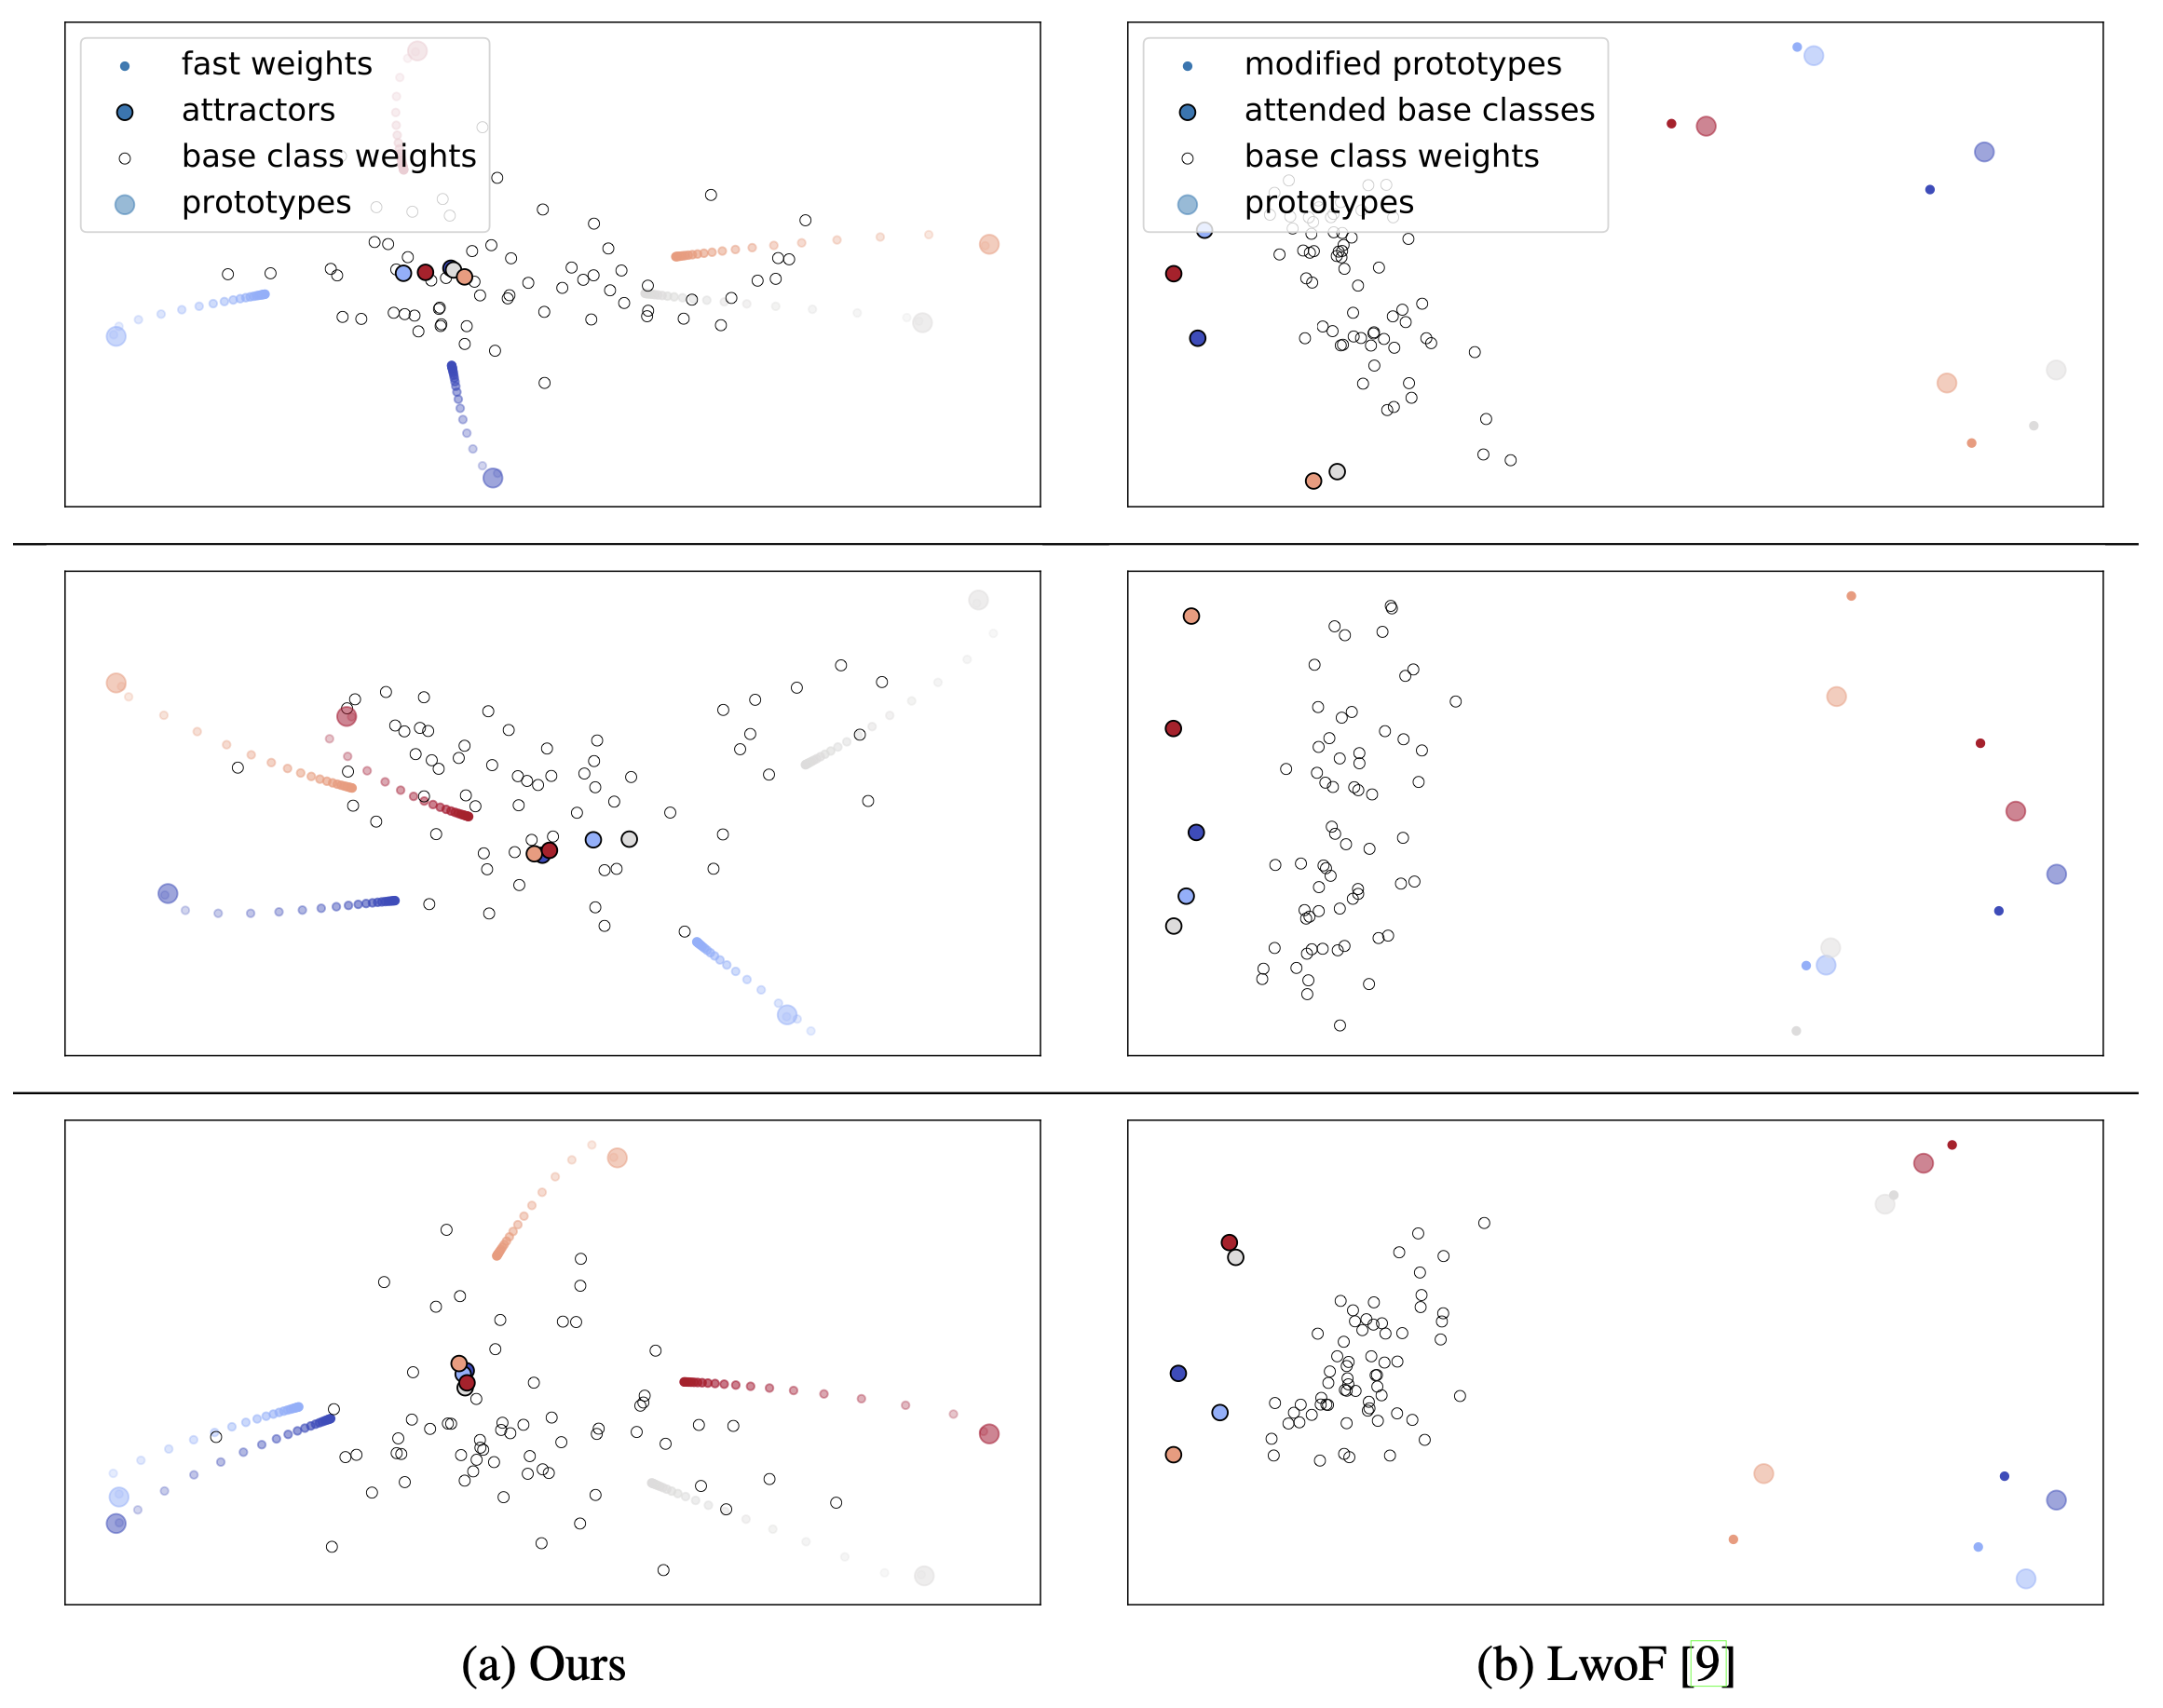 fast weights
attractors
base class weights
prototypes
modified prototypes
attended base classes
base class weights
prototypes
(a) Ours
(b) LwoF [9]